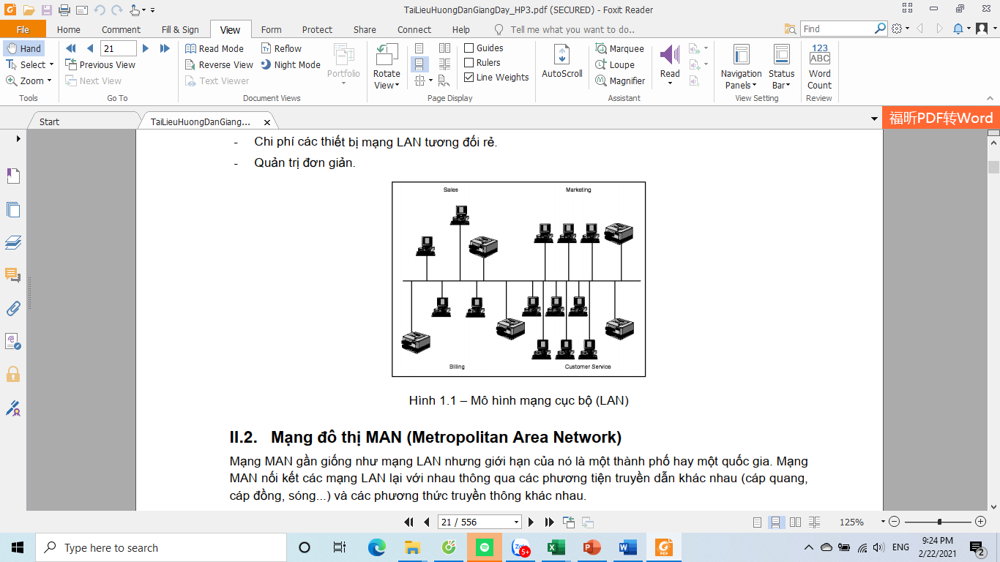 TaiLieuHuongDanGiangDay_HP3.pdf (SECURED) - Foxit Reader
File Home Comment Fill & Sign View Form Protect Share Connect Help Tell me what you want to do.. Find
Hand 21 Read Mode Reflow Guides Marquee 123
Select Previous View Reverse View Night Mode Portfolio Rotate View Rulers AutoScroll Loupe Read Navigation Panels Status Bar ABC Word Count
Zoom Next View Text Viewer Line Weights Magnifier
Tools Go To Document Views Page Display Assistant View Setting Review
Start TaiLieuHuongDanGiang... 福昕PDF转Word
- Chi phí các thiết bị mạng LAN tương đối rẻ.
- Quản trị đơn giản.
Sales Marketing
Billing Customer Service
Hình 1.1 – Mô hình mạng cục bộ (LAN)
II.2. Mạng đô thị MAN (Metropolitan Area Network)
Mạng MAN gần giống như mạng LAN nhưng giới hạn của nó là một thành phố hay một quốc gia. Mạng
MAN nối kết các mạng LAN lại với nhau thông qua các phương tiện truyền dẫn khác nhau (cáp quang,
cáp đồng, sóng...) và các phương thức truyền thông khác nhau.
21 / 556 125%
Type here to search Zalo 5+ ENG 9:24 PM
2/22/2021 2